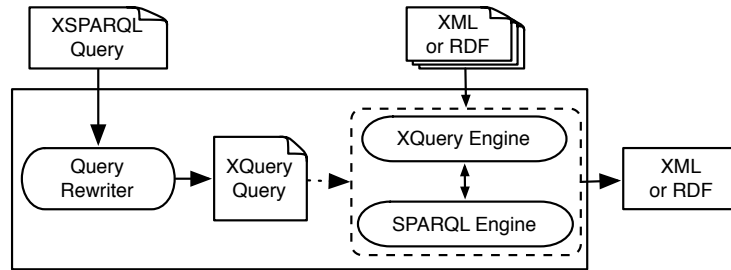 XSPARQL
Query
XML
or RDF
XQuery Engine
Query
Rewriter
XQuery
Query
SPARQL Engine
XML
or RDF